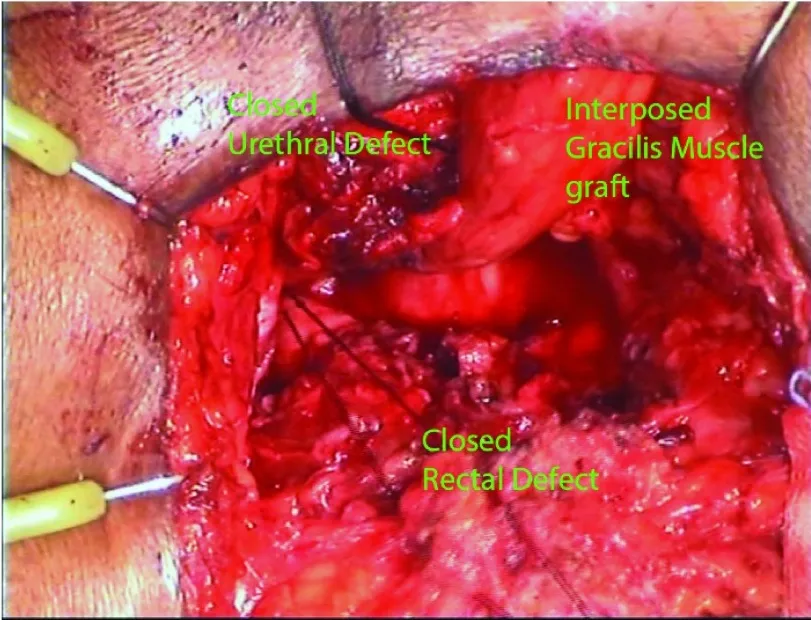 Closed
Urethral Defect
Interposed
Gracilis Muscle
graft
Closed
Rectal Defect